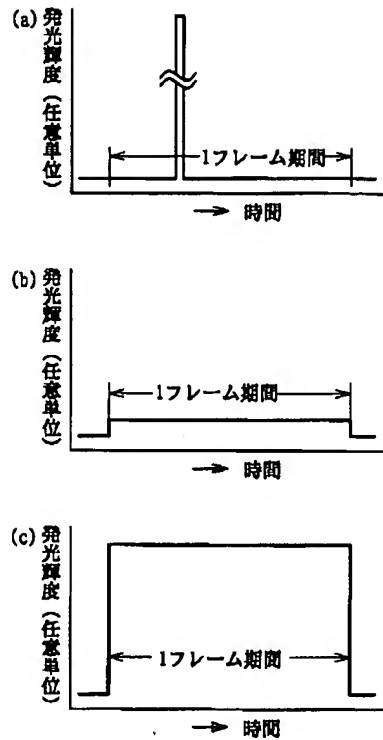 (a)
発光輝度(任意単位)
1フレーム期間
時間
(b)
発光輝度(任意単位)
1フレーム期間
時間
(c)
発光輝度(任意単位)
1フレーム期間
時間